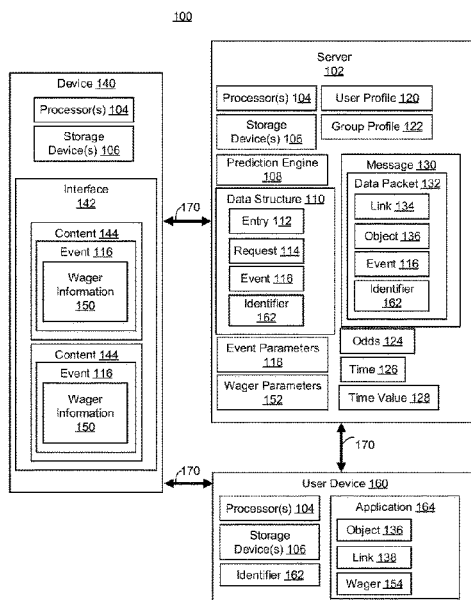 100
Device 140
Processor(s) 104
Storage Device(s) 106
Interface 142
Content 144
Event 116
Wager Information 150
Content 144
Event 116
Wager Information 150
170
Server 102
Processor(s) 104
User Profile 120
Storage Device(s) 106
Group Profile 122
Prediction Engine 108
Data Structure 110
Entry 112
Request 114
Event 116
Identifier 162
Message 130
Data Packet 132
Link 134
Object 136
Event 116
Identifier 162
Event Parameters 118
Wager Parameters 152
Odds 124
Time 126
Time Value 128
170
170
User Device 160
Processor(s) 104
Storage Device(s) 106
Identifier 162
Application 164
Object 136
Link 138
Wager 154